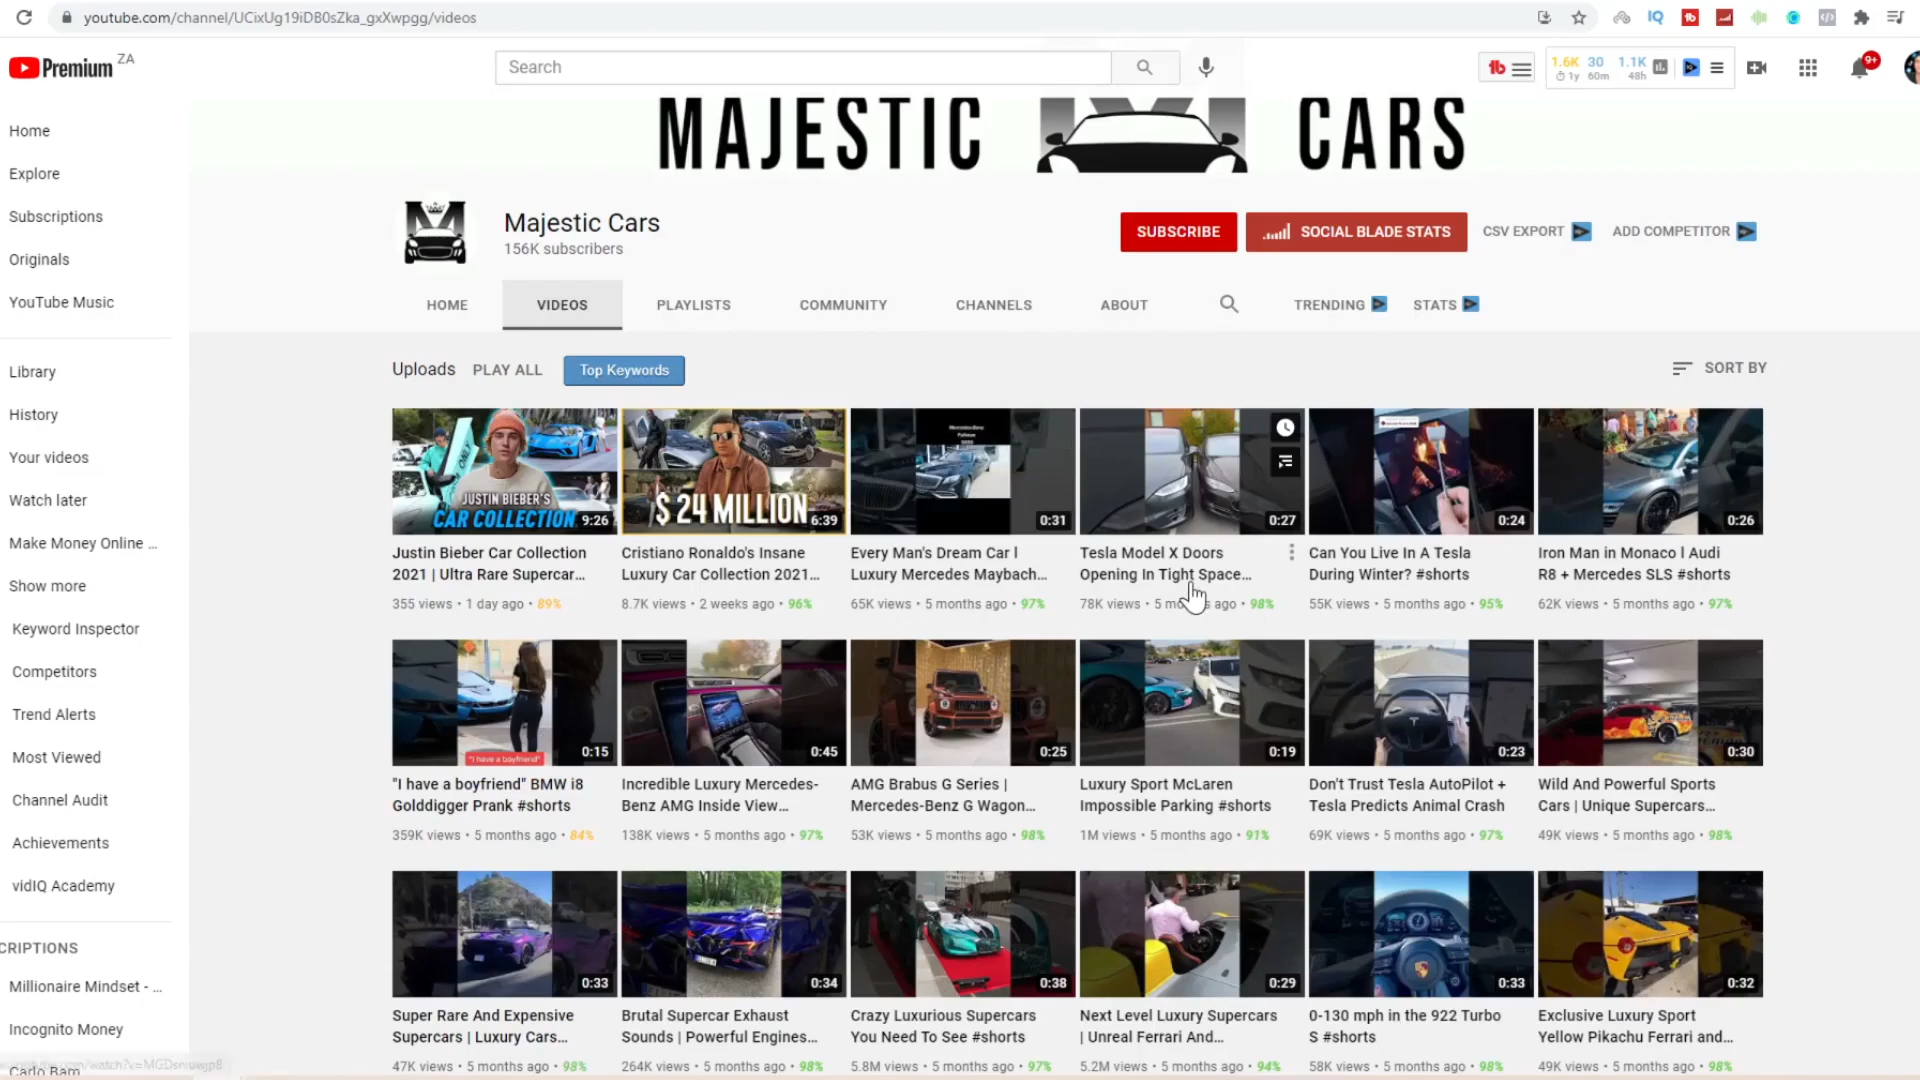 youtube.com/channel/UCixUg19iDB0sZka_gxXwpgg/videos
Premium ZA
Search
1.6K 30 1.1K
1y 60m 48h
9+
MAJESTIC CARS
Home
Explore
Subscriptions
Originals
YouTube Music
Library
History
Your videos
Watch later
Make Money Online ...
Show more
Keyword Inspector
Competitors
Trend Alerts
Most Viewed
Channel Audit
Achievements
vidIQ Academy
CRIPTIONS
Millionaire Mindset - ...
Incognito Money
Majestic Cars
156K subscribers
SUBSCRIBE
SOCIAL BLADE STATS
CSV EXPORT
ADD COMPETITOR
HOME VIDEOS PLAYLISTS COMMUNITY CHANNELS ABOUT TRENDING STATS
Uploads PLAY ALL Top Keywords SORT BY
JUSTIN BIEBER'S
CAR COLLECTION 9:26
$ 24 MILLION 6:39
0:31
0:27
0:24
0:26
Justin Bieber Car Collection
2021 | Ultra Rare Supercar...
355 views • 1 day ago • 89%
Cristiano Ronaldo's Insane
Luxury Car Collection 2021...
8.7K views • 2 weeks ago • 96%
Every Man's Dream Car l
Luxury Mercedes Maybach...
65K views • 5 months ago • 97%
Tesla Model X Doors
Opening In Tight Space...
78K views • 5 mo s ago • 98%
Can You Live In A Tesla
During Winter? #shorts
55K views • 5 months ago • 95%
Iron Man in Monaco l Audi
R8 + Mercedes SLS #shorts
62K views • 5 months ago • 97%
"I have a boyfriend"
0:15
0:45
0:25
0:19
0:23
0:30
"I have a boyfriend" BMW i8
Golddigger Prank #shorts
359K views • 5 months ago • 84%
Incredible Luxury Mercedes-
Benz AMG Inside View...
138K views • 5 months ago • 97%
AMG Brabus G Series |
Mercedes-Benz G Wagon...
53K views • 5 months ago • 98%
Luxury Sport McLaren
Impossible Parking #shorts
1M views • 5 months ago • 91%
Don't Trust Tesla AutoPilot +
Tesla Predicts Animal Crash
69K views • 5 months ago • 97%
Wild And Powerful Sports
Cars | Unique Supercars...
49K views • 5 months ago • 98%
0:33
0:34
0:38
0:29
0:33
0:32
Super Rare And Expensive
Supercars | Luxury Cars...
47K views • 5 months ago • 98%
Brutal Supercar Exhaust
Sounds | Powerful Engines...
264K views • 5 months ago • 98%
Crazy Luxurious Supercars
You Need To See #shorts
5.8M views • 5 months ago • 97%
Next Level Luxury Supercars
| Unreal Ferrari And...
5.2M views • 5 months ago • 94%
0-130 mph in the 922 Turbo
S #shorts
58K views • 5 months ago • 98%
Exclusive Luxury Sport
Yellow Pikachu Ferrari and...
49K views • 5 months ago • 98%